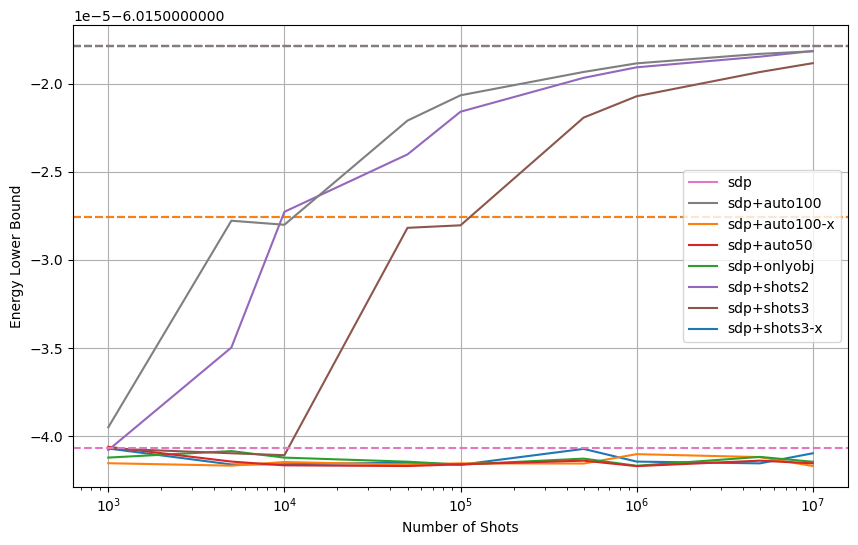 1e−5−6.0150000000
−2.0
−2.5
−3.0
−3.5
−4.0
Energy Lower Bound
sdp
sdp+auto100
sdp+auto100-x
sdp+auto50
sdp+onlyobj
sdp+shots2
sdp+shots3
sdp+shots3-x
10³ 10⁴ 10⁵ 10⁶ 10⁷
Number of Shots